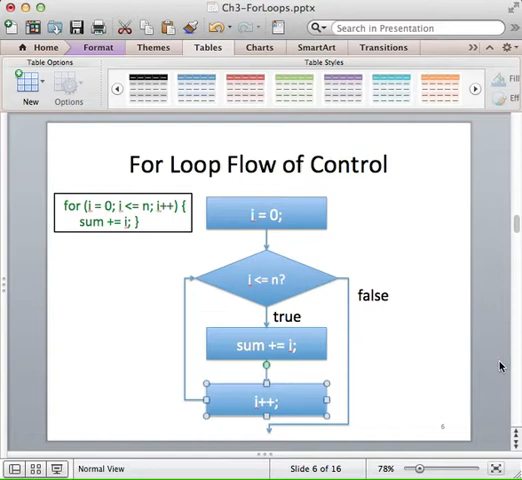 Ch3-ForLoops.pptx
Search in Presentation
Home Format Themes Tables Charts SmartArt Transitions
Table Options Table Styles
New Options
For Loop Flow of Control
for (i = 0; i <= n; i++) {
sum += i; }
i = 0;
i <= n?
false
true
sum += i;
i++;
6
Normal View Slide 6 of 16 78%